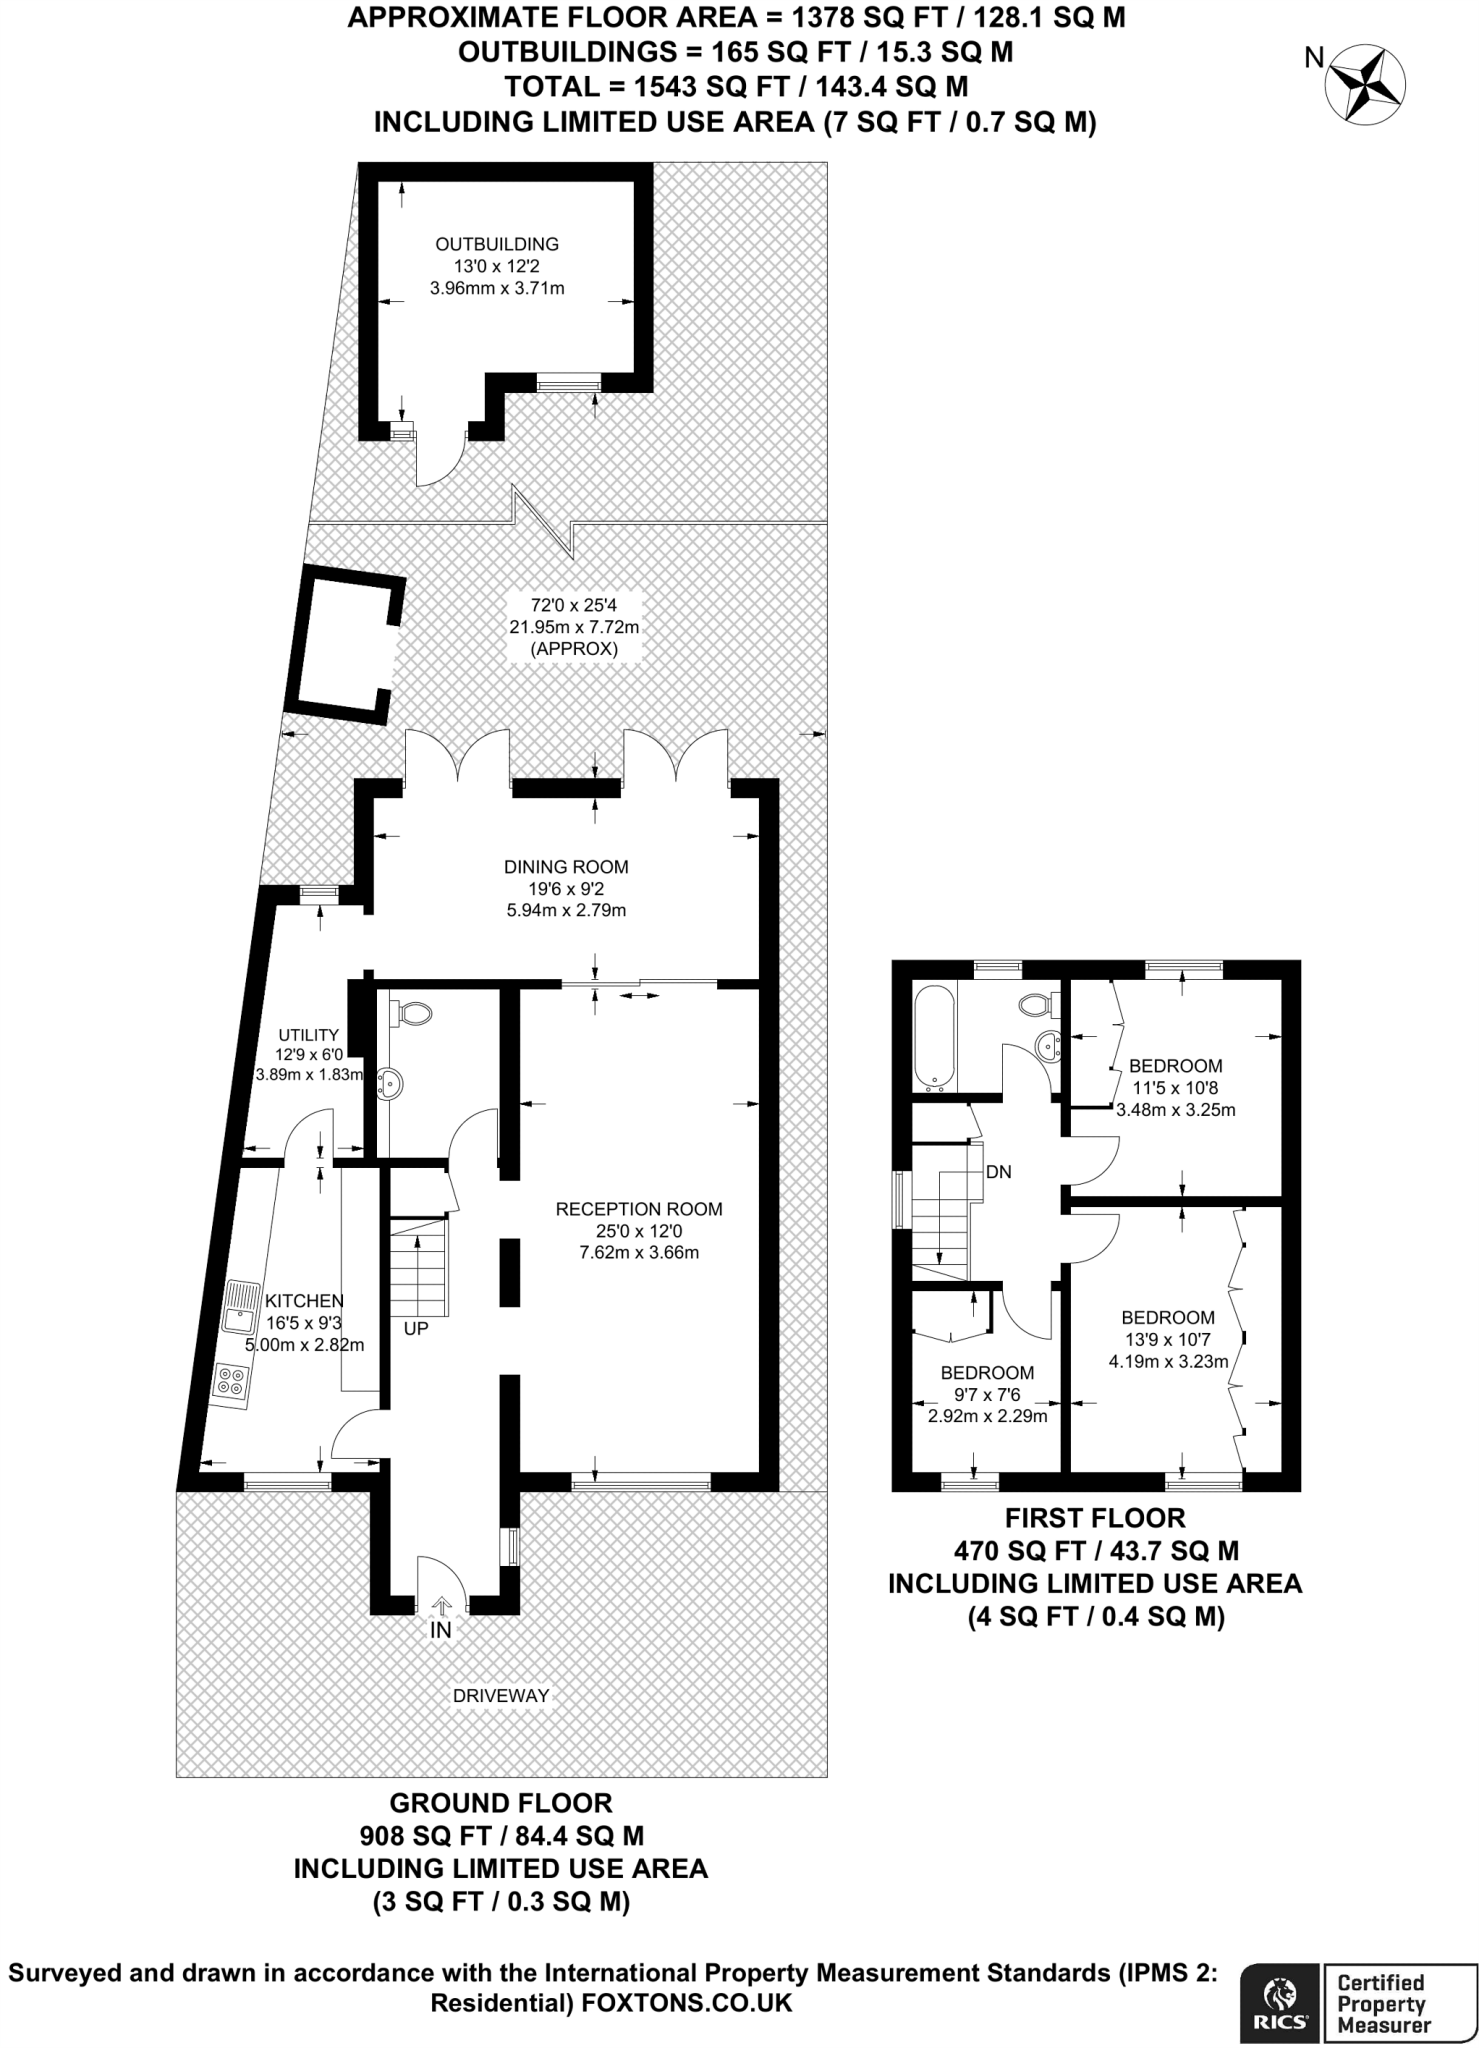 APPROXIMATE FLOOR AREA = 1378 SQ FT / 128.1 SQ M
OUTBUILDINGS = 165 SQ FT / 15.3 SQ M
TOTAL = 1543 SQ FT / 143.4 SQ M
INCLUDING LIMITED USE AREA (7 SQ FT / 0.7 SQ M)
N
OUTBUILDING
13'0 x 12'2
3.96mm x 3.71m
72'0 x 25'4
21.95m x 7.72m
(APPROX)
DINING ROOM
19'6 x 9'2
5.94m x 2.79m
UTILITY
12'9 x 6'0
3.89m x 1.83m
RECEPTION ROOM
25'0 x 12'0
7.62m x 3.66m
KITCHEN
16'5 x 9'3
5.00m x 2.82m
UP
IN
DRIVEWAY
GROUND FLOOR
908 SQ FT / 84.4 SQ M
INCLUDING LIMITED USE AREA
(3 SQ FT / 0.3 SQ M)
BEDROOM
11'5 x 10'8
3.48m x 3.25m
DN
BEDROOM
13'9 x 10'7
4.19m x 3.23m
BEDROOM
9'7 x 7'6
2.92m x 2.29m
FIRST FLOOR
470 SQ FT / 43.7 SQ M
INCLUDING LIMITED USE AREA
(4 SQ FT / 0.4 SQ M)
Surveyed and drawn in accordance with the International Property Measurement Standards (IPMS 2:
Residential) FOXTONS.CO.UK
RICS
Certified
Property
Measurer